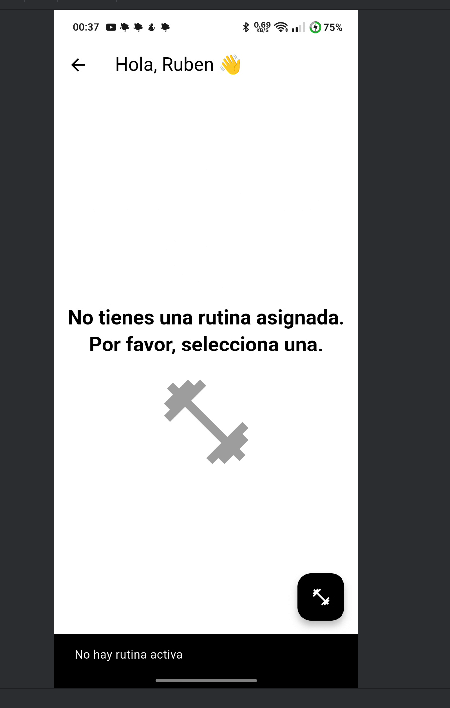 00:37 0,69 KB/s 75%
Hola, Ruben 👋
No tienes una rutina asignada.
Por favor, selecciona una.
No hay rutina activa